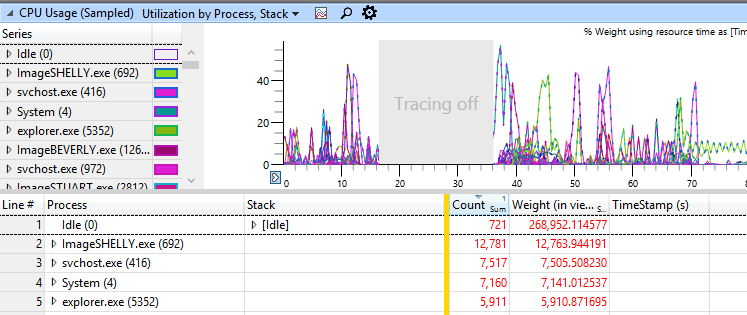 CPU Usage (Sampled) Utilization by Process, Stack
Series
% Weight using resource time as [Tim
Idle (0)
ImageSHELLY.exe (692)
svchost.exe (416)
System (4)
explorer.exe (5352)
ImageBEVERLY.exe (126...
svchost.exe (972)
ImageSTUART.exe (2812)
40
20
0
Tracing off
0 10 20 30 40 50 60 70 80
Line # Process Stack Count Sum 1 Weight (in vie... S... TimeStamp (s)
1 Idle (0) [Idle] 721 268,952.114577
2 ImageSHELLY.exe (692) 12,781 12,763.944191
3 svchost.exe (416) 7,517 7,505.508230
4 System (4) 7,160 7,141.012537
5 explorer.exe (5352) 5,911 5,910.871695